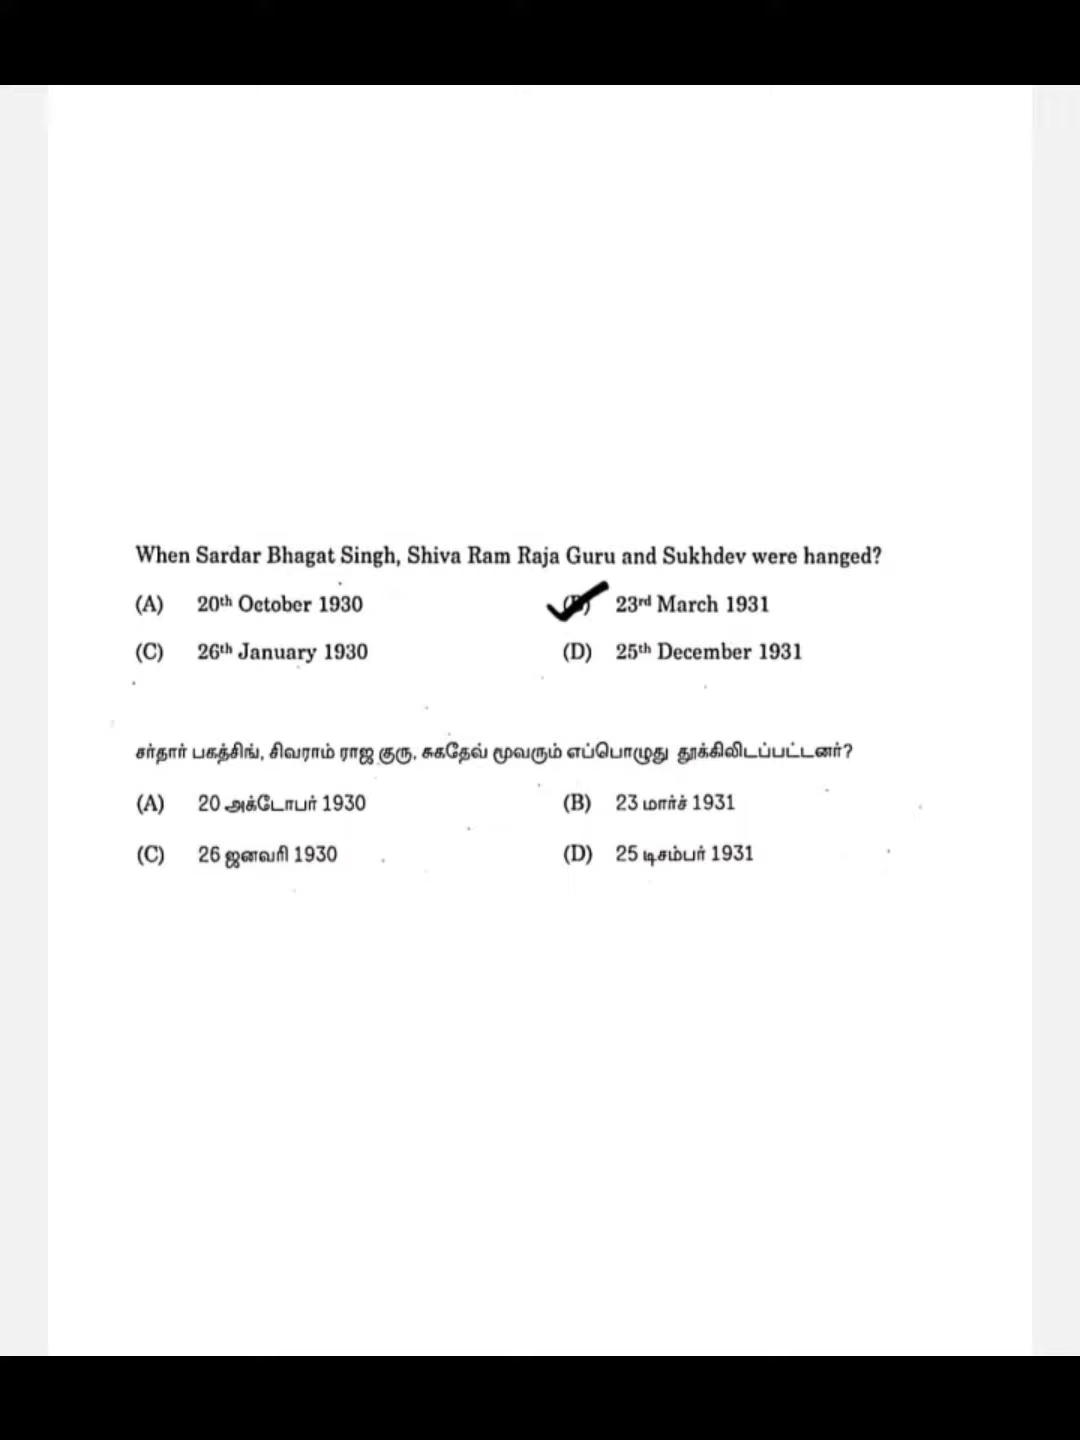 When Sardar Bhagat Singh, Shiva Ram Raja Guru and Sukhdev were hanged?
(A) 20th October 1930 (B) 23rd March 1931
(C) 26th January 1930 (D) 25th December 1931
சர்தார் பகத்சிங், சிவராம் ராஜ குரு, சுகதேவ் மூவரும் எப்பொழுது தூக்கிலிடப்பட்டனர்?
(A) 20 அக்டோபர் 1930 (B) 23 மார்ச் 1931
(C) 26 ஜனவரி 1930 (D) 25 டிசம்பர் 1931